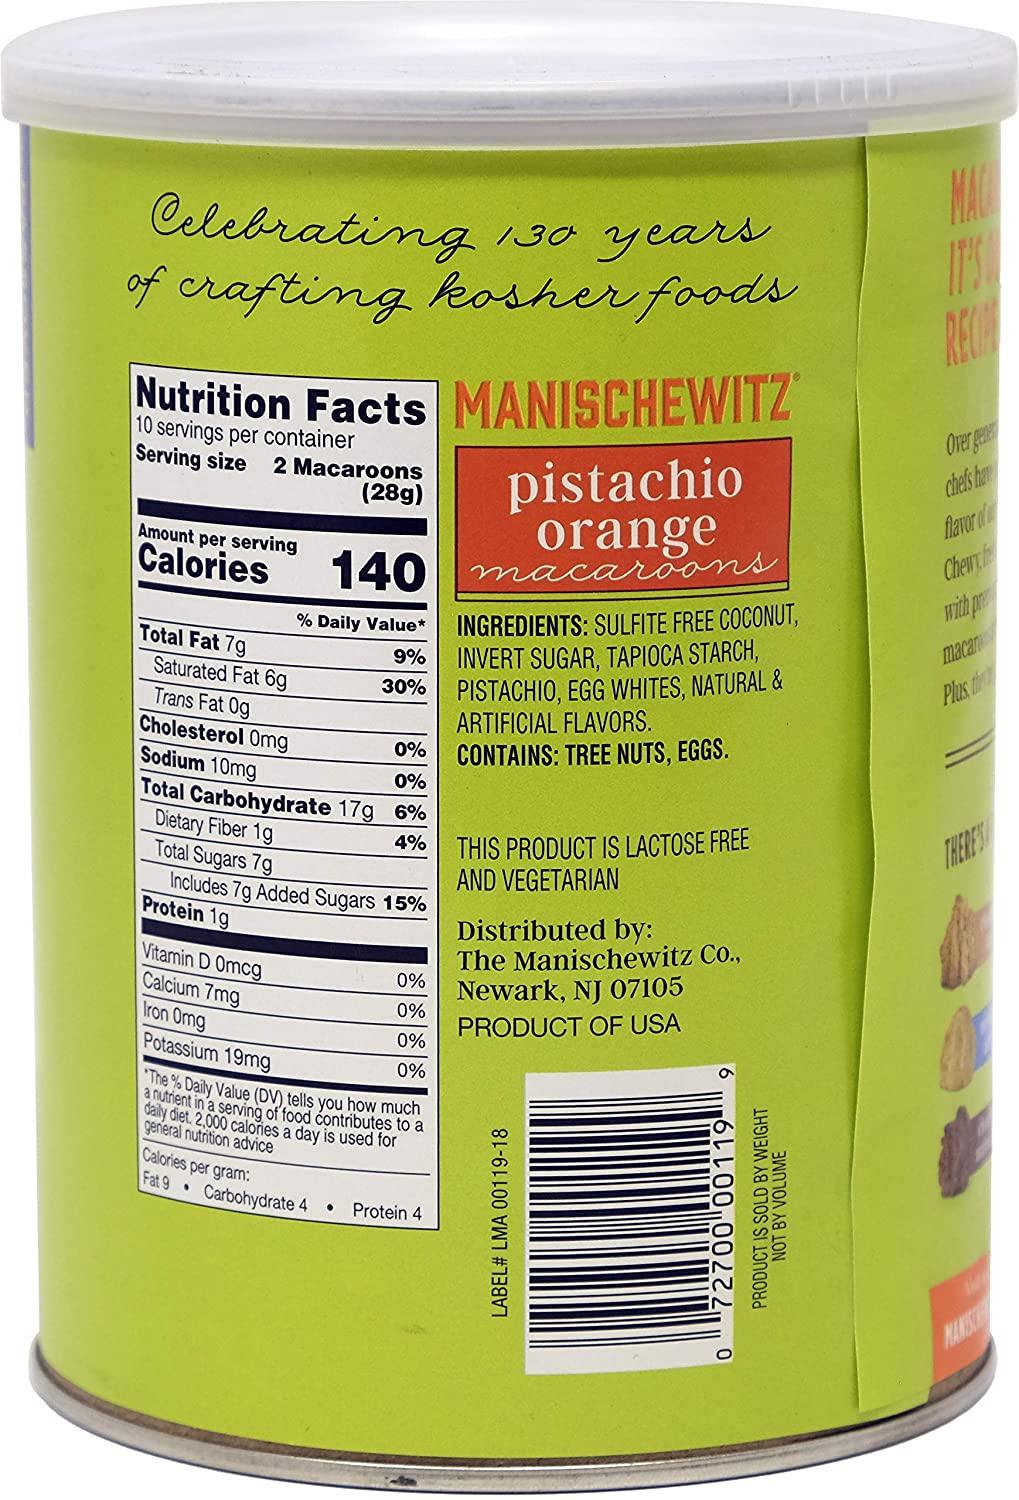 Celebrating 130 years
of crafting kosher foods
Nutrition Facts
10 servings per container
Serving size 2 Macaroons
(28g)
Amount per serving
Calories 140
% Daily Value*
Total Fat 7g 9%
Saturated Fat 6g 30%
Trans Fat 0g
Cholesterol 0mg 0%
Sodium 10mg 0%
Total Carbohydrate 17g 6%
Dietary Fiber 1g 4%
Total Sugars 7g
Includes 7g Added Sugars 15%
Protein 1g
Vitamin D 0mcg 0%
Calcium 7mg 0%
Iron 0mg 0%
Potassium 19mg 0%
*The % Daily Value (DV) tells you how much
a nutrient in a serving of food contributes to a
daily diet. 2,000 calories a day is used for
general nutrition advice
Calories per gram:
Fat 9 • Carbohydrate 4 • Protein 4
MANISCHEWITZ®
pistachio
orange
macaroons
INGREDIENTS: SULFITE FREE COCONUT,
INVERT SUGAR, TAPIOCA STARCH,
PISTACHIO, EGG WHITES, NATURAL &
ARTIFICIAL FLAVORS.
CONTAINS: TREE NUTS, EGGS.
THIS PRODUCT IS LACTOSE FREE
AND VEGETARIAN
Distributed by:
The Manischewitz Co.,
Newark, NJ 07105
PRODUCT OF USA
LABEL# LMA 00119-18
0 72700 00119 9
PRODUCT IS SOLD BY WEIGHT
NOT BY VOLUME
IT'S
Over
chefs have
flavor of
Chewy,
with
Plus,
THERE'S